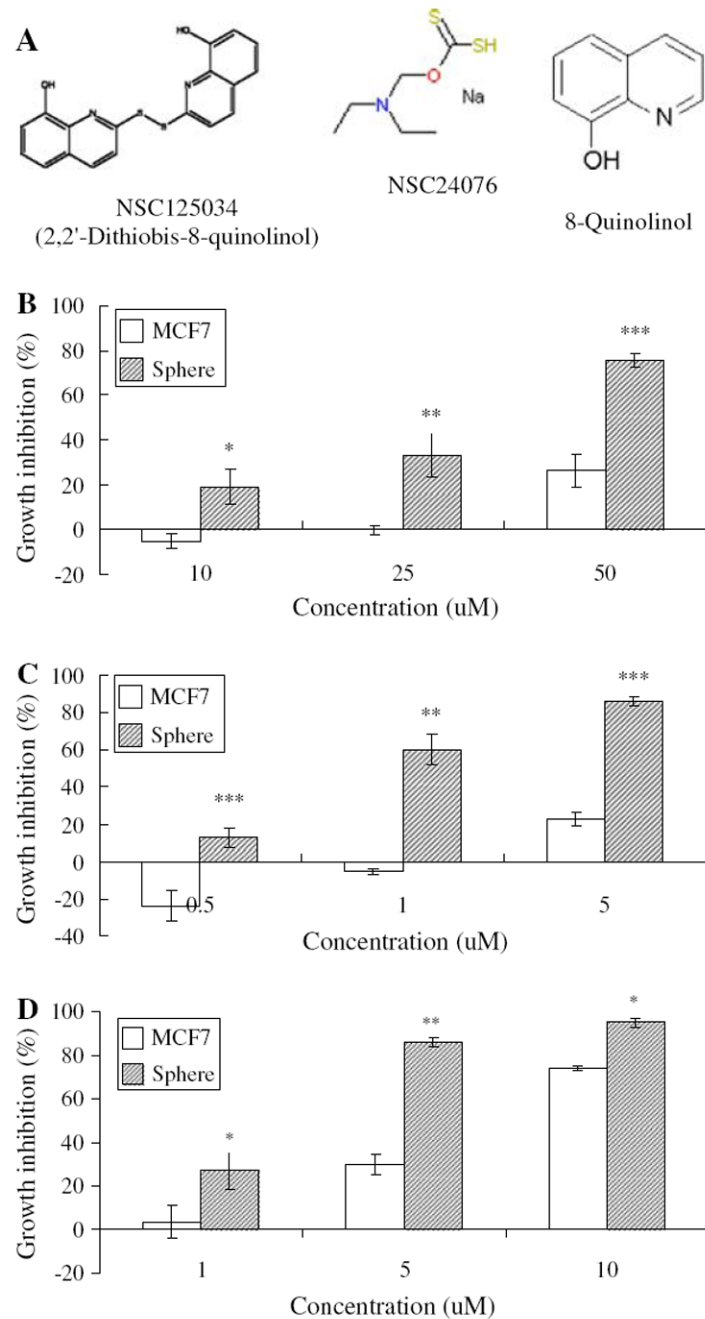 A
HO
OH
N
N
S
S
NSC125034
(2,2'-Dithiobis-8-quinolinol)
S
SH
O
N
Na
NSC24076
N
OH
8-Quinolinol
B
Growth inhibition (%)
100
80
60
40
20
0
-20
MCF7
Sphere
*
**
***
10
25
50
Concentration (uM)
C
Growth inhibition (%)
100
80
60
40
20
0
-20
-40
MCF7
Sphere
***
**
***
0.5
1
5
Concentration (uM)
D
Growth inhibition (%)
100
80
60
40
20
0
-20
MCF7
Sphere
*
**
*
1
5
10
Concentration (uM)